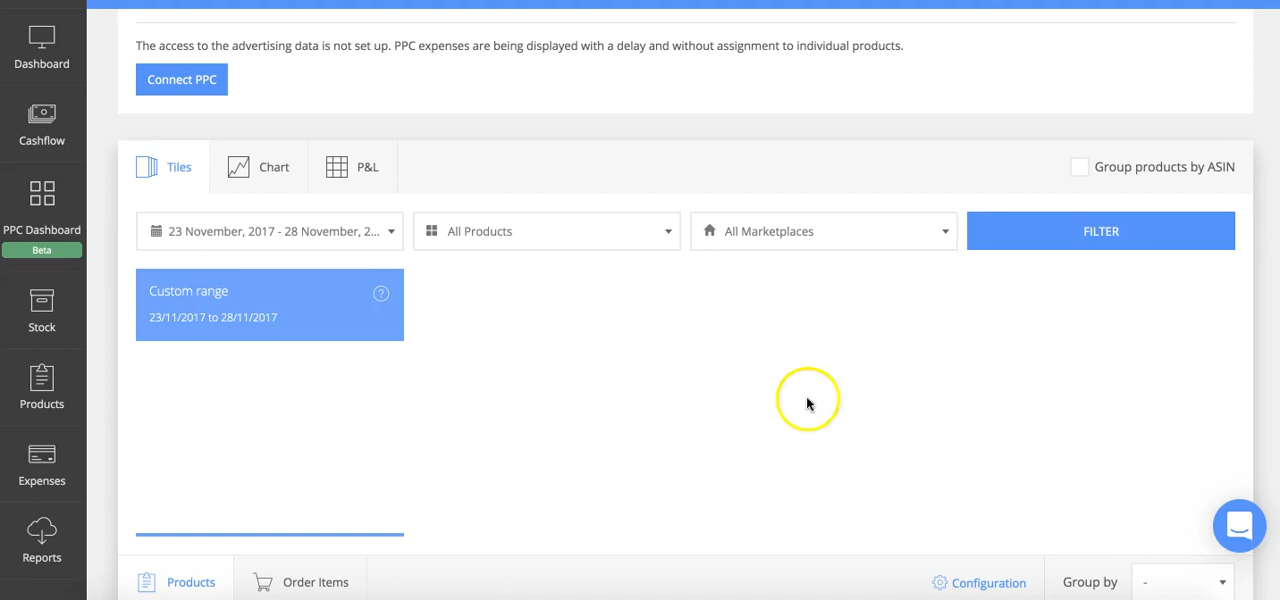 The access to the advertising data is not set up. PPC expenses are being displayed with a delay and without assignment to individual products.
Connect PPC
Dashboard
Cashflow
PPC Dashboard
Beta
Stock
Products
Expenses
Reports
Tiles
Chart
P&L
Group products by ASIN
23 November, 2017 - 28 November, 2...
All Products
All Marketplaces
FILTER
Custom range
?
23/11/2017 to 28/11/2017
Products
Order Items
Configuration
Group by
-